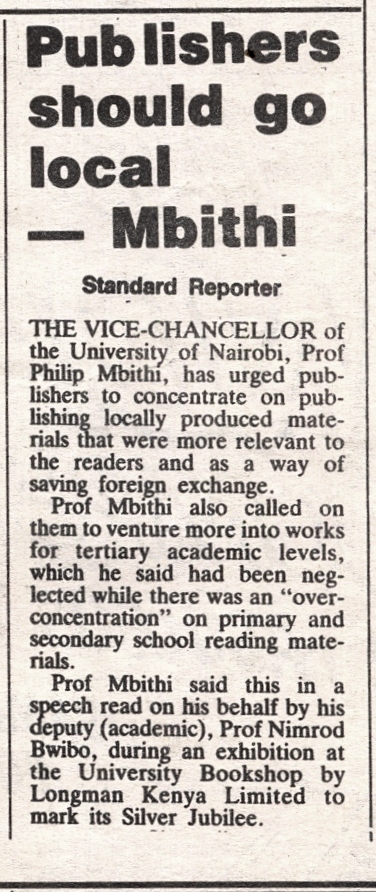 Publishers
should go
local
— Mbithi
Standard Reporter
THE VICE-CHANCELLOR of
the University of Nairobi, Prof
Philip Mbithi, has urged pub-
lishers to concentrate on pub-
lishing locally produced mate-
rials that were more relevant to
the readers and as a way of
saving foreign exchange.
Prof Mbithi also called on
them to venture more into works
for tertiary academic levels,
which he said had been neg-
lected while there was an “over-
concentration” on primary and
secondary school reading mate-
rials.
Prof Mbithi said this in a
speech read on his behalf by his
deputy (academic), Prof Nimrod
Bwibo, during an exhibition at
the University Bookshop by
Longman Kenya Limited to
mark its Silver Jubilee.